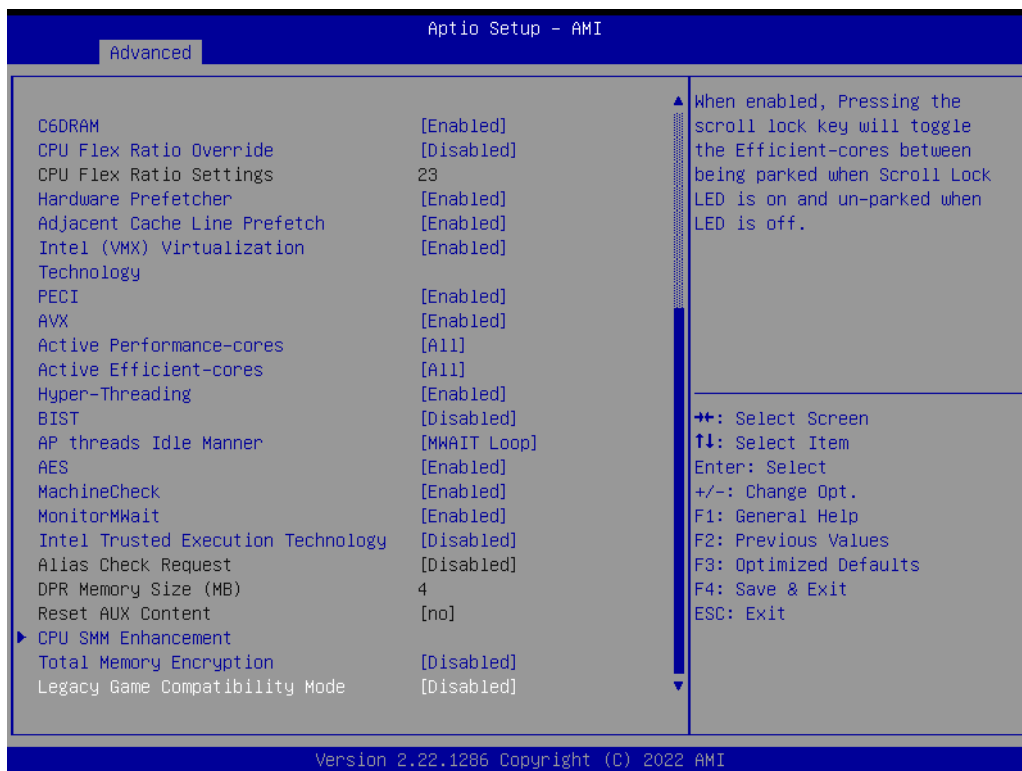 Aptio Setup – AMI
Advanced
C6DRAM [Enabled]
CPU Flex Ratio Override [Disabled]
CPU Flex Ratio Settings 23
Hardware Prefetcher [Enabled]
Adjacent Cache Line Prefetch [Enabled]
Intel (VMX) Virtualization [Enabled]
Technology
PECI [Enabled]
AVX [Enabled]
Active Performance-cores [All]
Active Efficient-cores [All]
Hyper-Threading [Enabled]
BIST [Disabled]
AP threads Idle Manner [MWAIT Loop]
AES [Enabled]
MachineCheck [Enabled]
MonitorMWait [Enabled]
Intel Trusted Execution Technology [Disabled]
Alias Check Request [Disabled]
DPR Memory Size (MB) 4
Reset AUX Content [no]
CPU SMM Enhancement
Total Memory Encryption [Disabled]
Legacy Game Compatibility Mode [Disabled]
When enabled, Pressing the
scroll lock key will toggle
the Efficient-cores between
being parked when Scroll Lock
LED is on and un-parked when
LED is off.
→←: Select Screen
↑↓: Select Item
Enter: Select
+/-: Change Opt.
F1: General Help
F2: Previous Values
F3: Optimized Defaults
F4: Save & Exit
ESC: Exit
Version 2.22.1286 Copyright (C) 2022 AMI